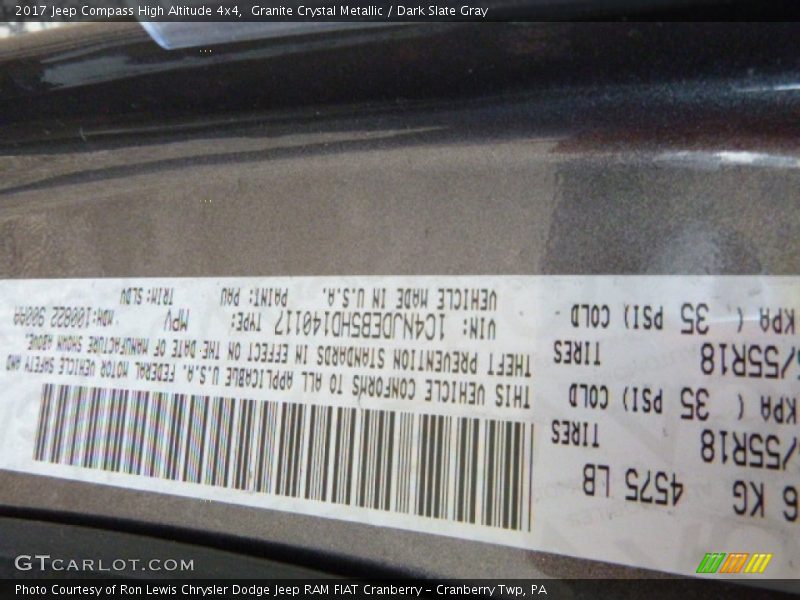 2017 Jeep Compass High Altitude 4x4,  Granite Crystal Metallic / Dark Slate Gray
6 KG 4575 LB
/55R18 TIRES
KPA ( 35 PSI) COLD
/55R18 TIRES
KPA ( 35 PSI) COLD
THIS VEHICLE CONFORMS TO ALL APPLICABLE U.S.A. FEDERAL MOTOR VEHICLE SAFETY AND
THEFT PREVENTION STANDARDS IN EFFECT ON THE DATE OF MANUFACTURE SHOWN ABOVE.
VIN: 1C4NJDEB5HD140117 TYPE: MPV MDA:100822 900AA
VEHICLE MADE IN U.S.A. PAINT: PAU TRIM: SLDV
GTCARLOT.COM
Photo Courtesy of Ron Lewis Chrysler Dodge Jeep RAM FIAT Cranberry - Cranberry Twp, PA